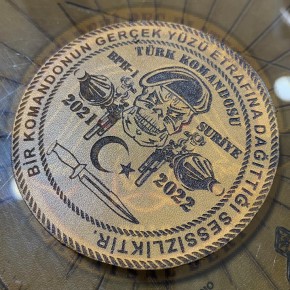 BİR KOMANDONUN GERÇEK YÜZÜ ETRAFINA DAĞITTIĞI SESSİZLİKTİR.
TÜRK KOMANDOSU
2021
SURİYE
2022